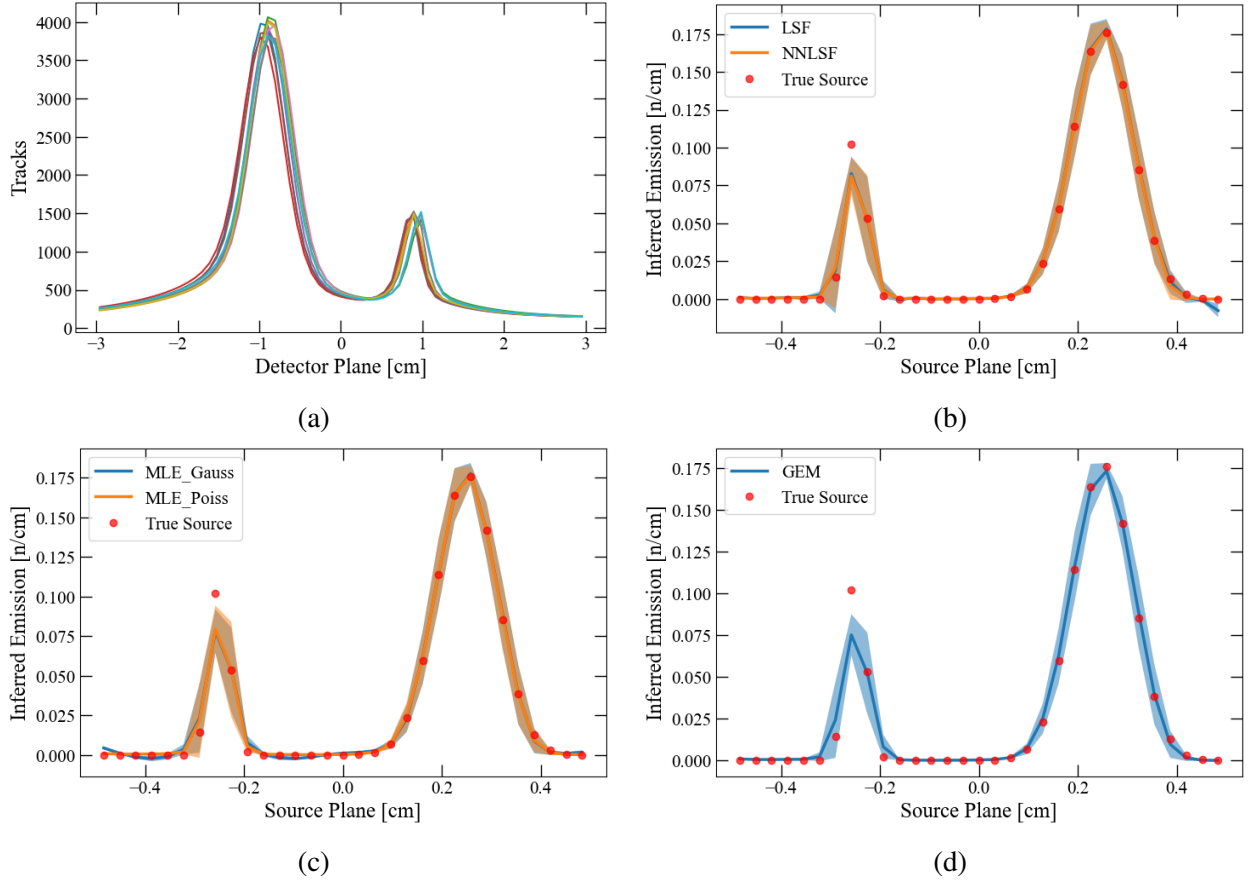 4000
3500
3000
2500
2000
1500
1000
500
0
Tracks
−3
−2
−1
0
1
2
3
Detector Plane [cm]
(a)
0.175
0.150
0.125
0.100
0.075
0.050
0.025
0.000
Inferred Emission [n/cm]
LSF
NNLSF
True Source
−0.4
−0.2
0.0
0.2
0.4
Source Plane [cm]
(b)
0.175
0.150
0.125
0.100
0.075
0.050
0.025
0.000
Inferred Emission [n/cm]
MLE_Gauss
MLE_Poiss
True Source
−0.4
−0.2
0.0
0.2
0.4
Source Plane [cm]
(c)
0.175
0.150
0.125
0.100
0.075
0.050
0.025
0.000
Inferred Emission [n/cm]
GEM
True Source
−0.4
−0.2
0.0
0.2
0.4
Source Plane [cm]
(d)